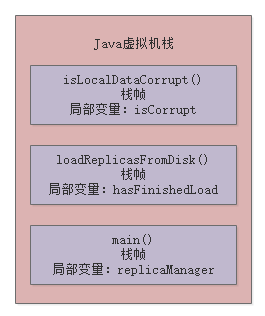 Java虚拟机栈
isLocalDataCorrupt()
栈帧
局部变量：isCorrupt
loadReplicasFromDisk()
栈帧
局部变量：hasFinishedLoad
main()
栈帧
局部变量：replicaManager